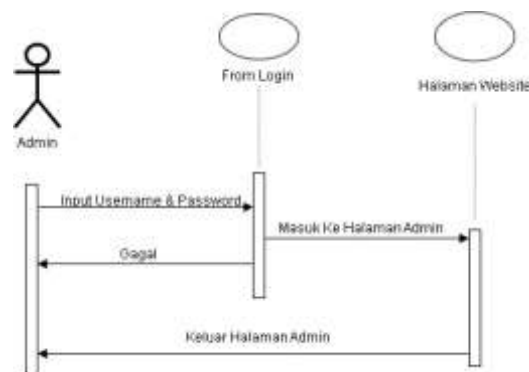 From Login
Halaman Website
Admin
Input Username & Password
Masuk Ke Halaman Admin
Gagal
Keluar Halaman Admin